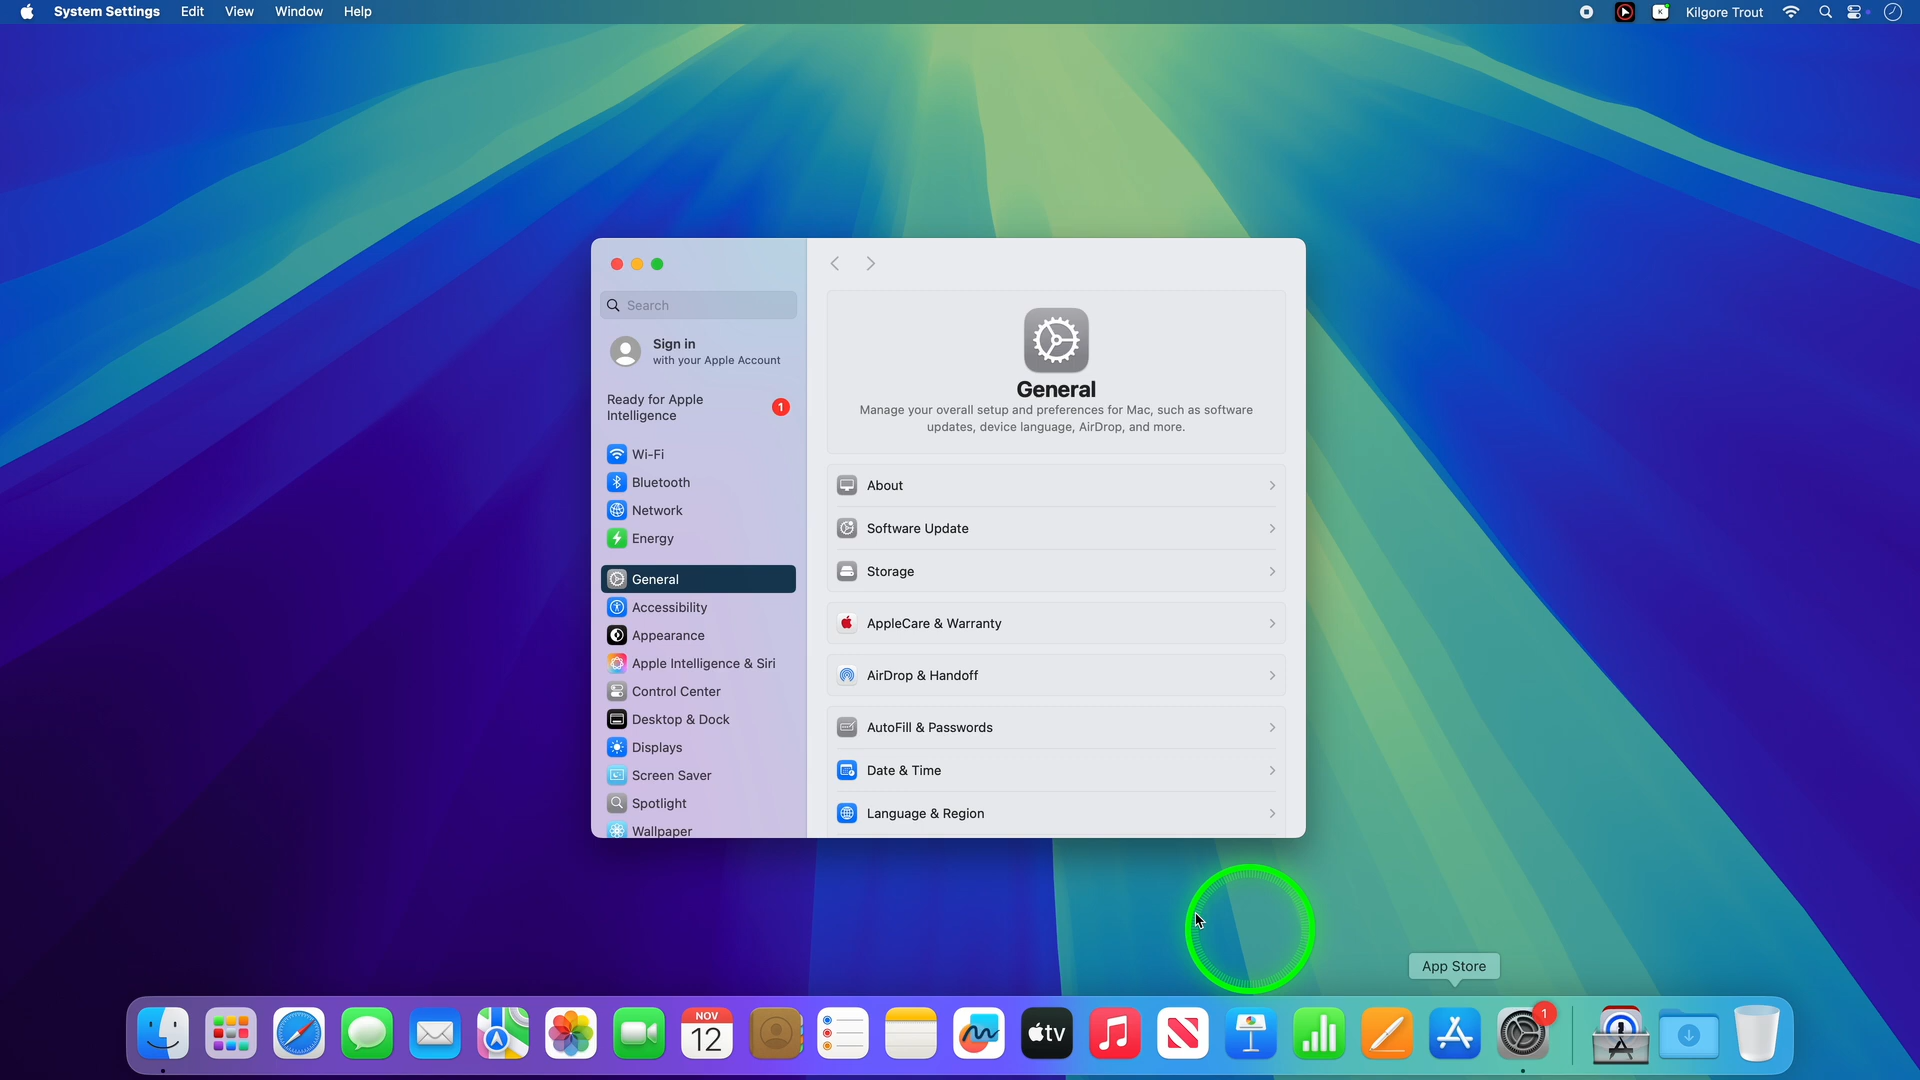 System Settings Edit View Window Help
Kilgore Trout
Search
Sign in
with your Apple Account
Ready for Apple
Intelligence
1
Wi-Fi
Bluetooth
Network
Energy
General
Accessibility
Appearance
Apple Intelligence & Siri
Control Center
Desktop & Dock
Displays
Screen Saver
Spotlight
Wallpaper
General
Manage your overall setup and preferences for Mac, such as software
updates, device language, AirDrop, and more.
About
Software Update
Storage
AppleCare & Warranty
AirDrop & Handoff
AutoFill & Passwords
Date & Time
Language & Region
App Store
NOV
12
tv
1